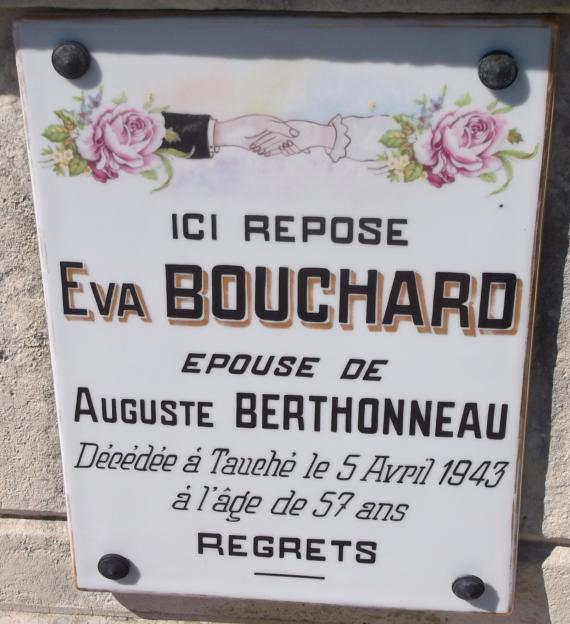 ICI REPOSE
EVA BOUCHARD
EPOUSE DE
AUGUSTE BERTHONNEAU
Décédée à Tauché le 5 Avril 1943
à l'âge de 57 ans
REGRETS